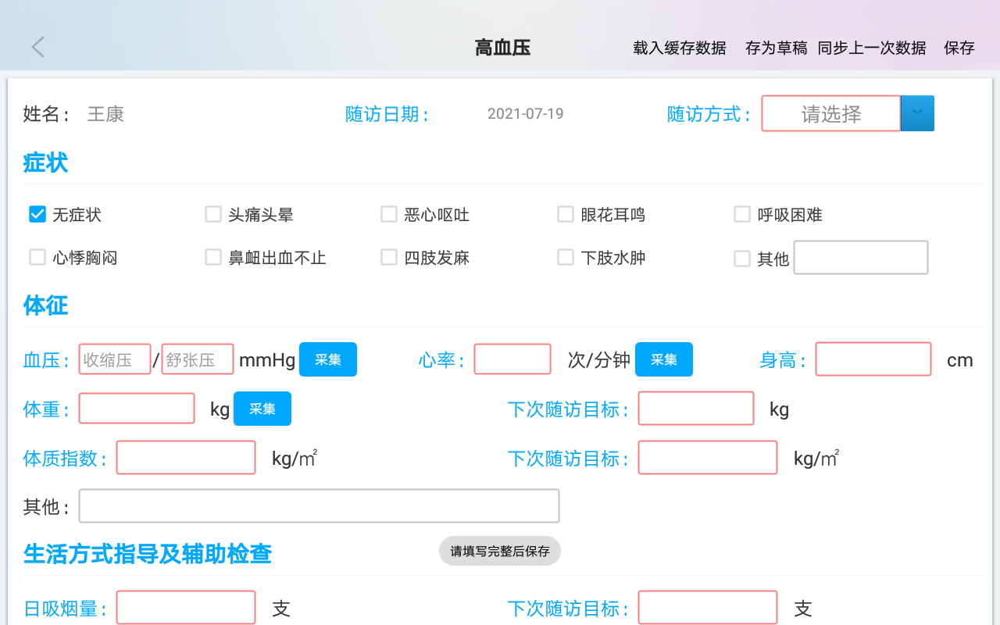 高血压 载入缓存数据 存为草稿 同步上一次数据 保存
姓名: 王康 随访日期: 2021-07-19 随访方式: 请选择
症状
无症状 头痛头晕 恶心呕吐 眼花耳鸣 呼吸困难
心悸胸闷 鼻衄出血不止 四肢发麻 下肢水肿 其他
体征
血压: 收缩压 / 舒张压 mmHg 采集 心率: 次/分钟 采集 身高: cm
体重: kg 采集 下次随访目标: kg
体质指数: kg/㎡ 下次随访目标: kg/㎡
其他:
生活方式指导及辅助检查 请填写完整后保存
日吸烟量: 支 下次随访目标: 支